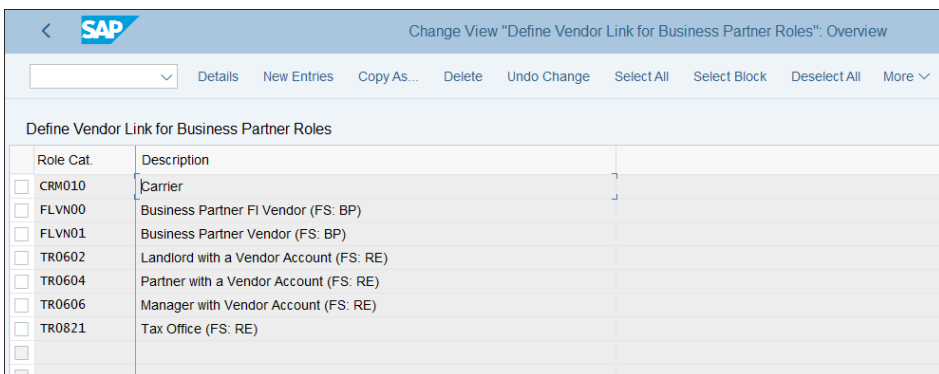 SAP
Change View "Define Vendor Link for Business Partner Roles": Overview
Details New Entries Copy As... Delete Undo Change Select All Select Block Deselect All More
Define Vendor Link for Business Partner Roles
Role Cat. Description
CRM010 Carrier
FLVN00 Business Partner FI Vendor (FS: BP)
FLVN01 Business Partner Vendor (FS: BP)
TR0602 Landlord with a Vendor Account (FS: RE)
TR0604 Partner with a Vendor Account (FS: RE)
TR0606 Manager with Vendor Account (FS: RE)
TR0821 Tax Office (FS: RE)